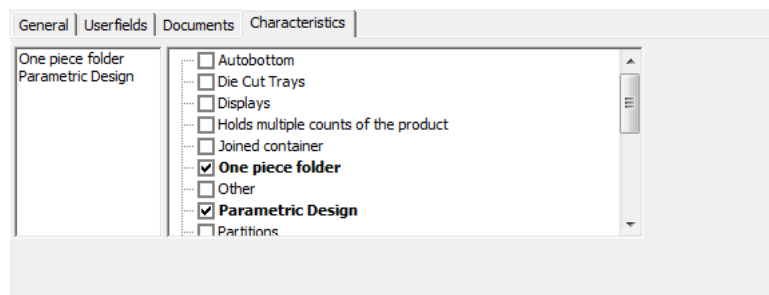 General Userfields Documents Characteristics
One piece folder
Parametric Design
Autobottom
Die Cut Trays
Displays
Holds multiple counts of the product
Joined container
One piece folder
Other
Parametric Design
Partitions